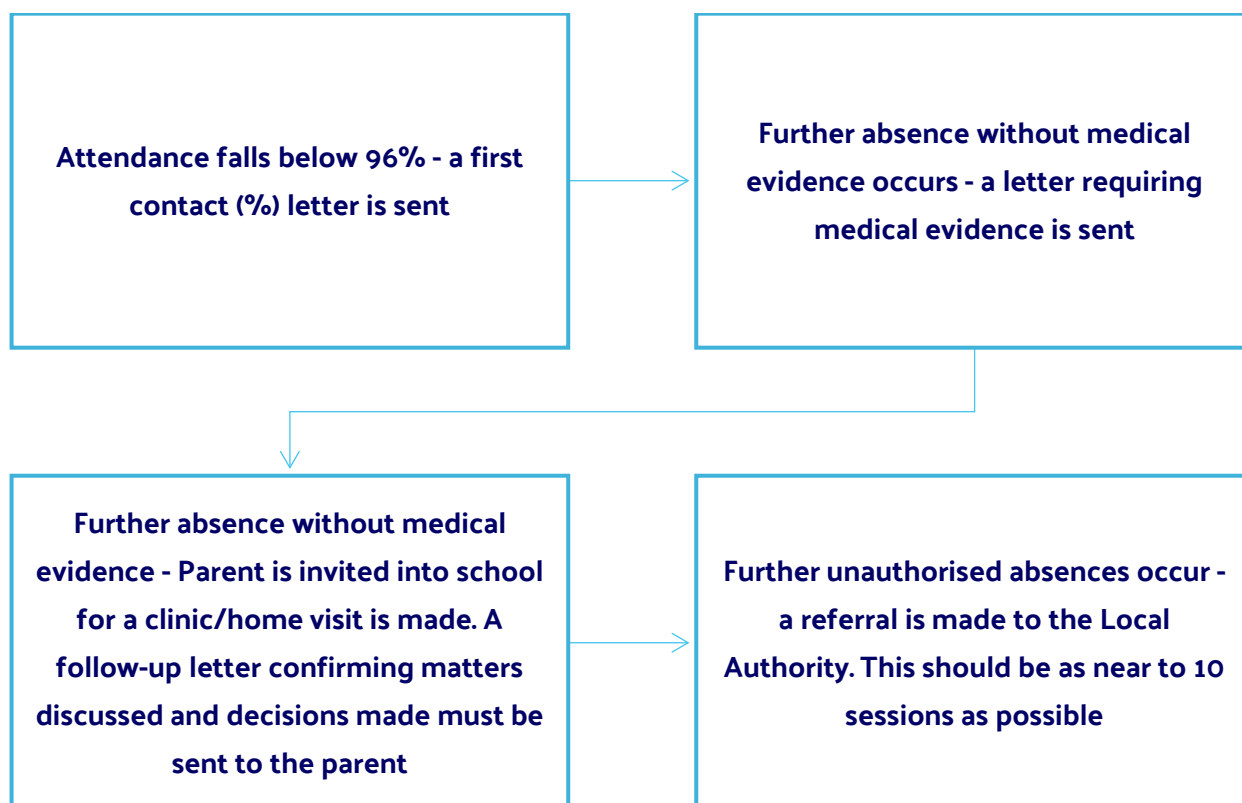 Attendance falls below 96% - a first
contact (%) letter is sent
Further absence without medical
evidence occurs - a letter requiring
medical evidence is sent
Further absence without medical
evidence - Parent is invited into school
for a clinic/home visit is made. A
follow-up letter confirming matters
discussed and decisions made must be
sent to the parent
Further unauthorised absences occur -
a referral is made to the Local
Authority. This should be as near to 10
sessions as possible